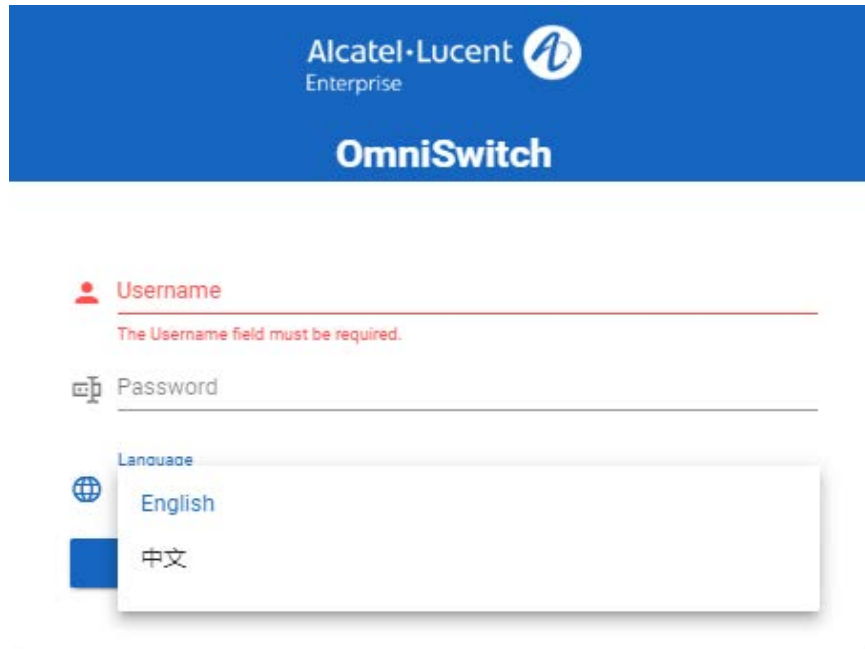 Alcatel·Lucent
Enterprise
OmniSwitch
Username
The Username field must be required.
Password
Language
English
中文